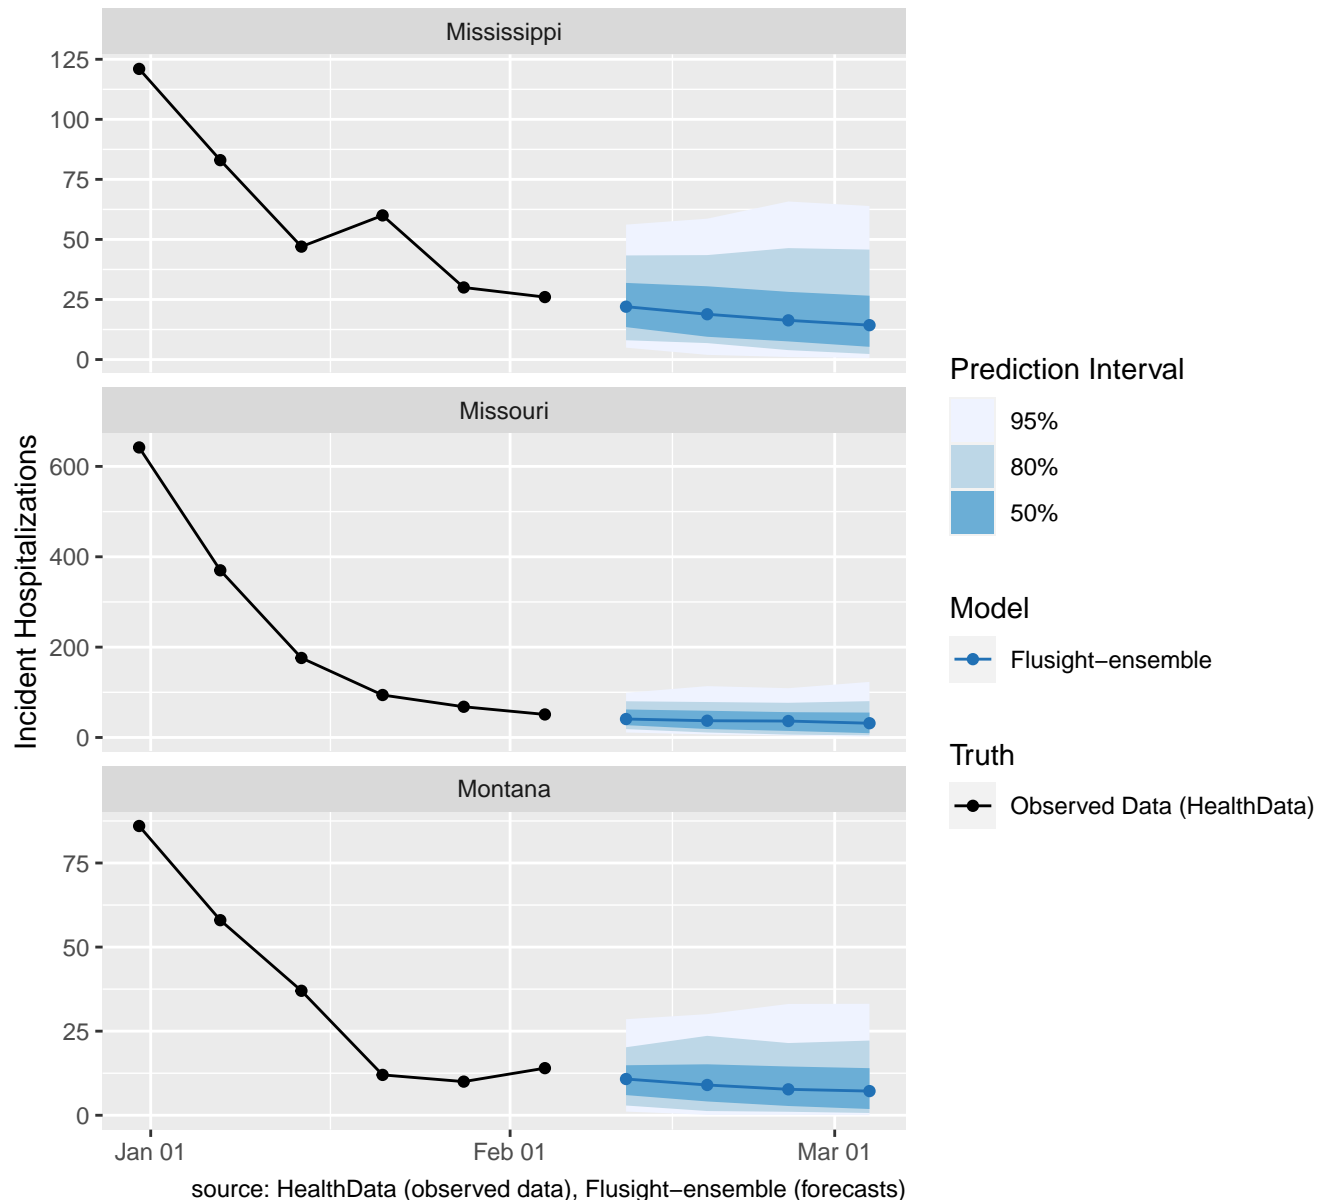 Mississippi
125
100
75
50
25
0
Missouri
600
400
200
0
Montana
75
50
25
0
Jan 01
Feb 01
Mar 01
Incident Hospitalizations
source: HealthData (observed data), Flusight−ensemble (forecasts)
Prediction Interval
95%
80%
50%
Model
Flusight−ensemble
Truth
Observed Data (HealthData)